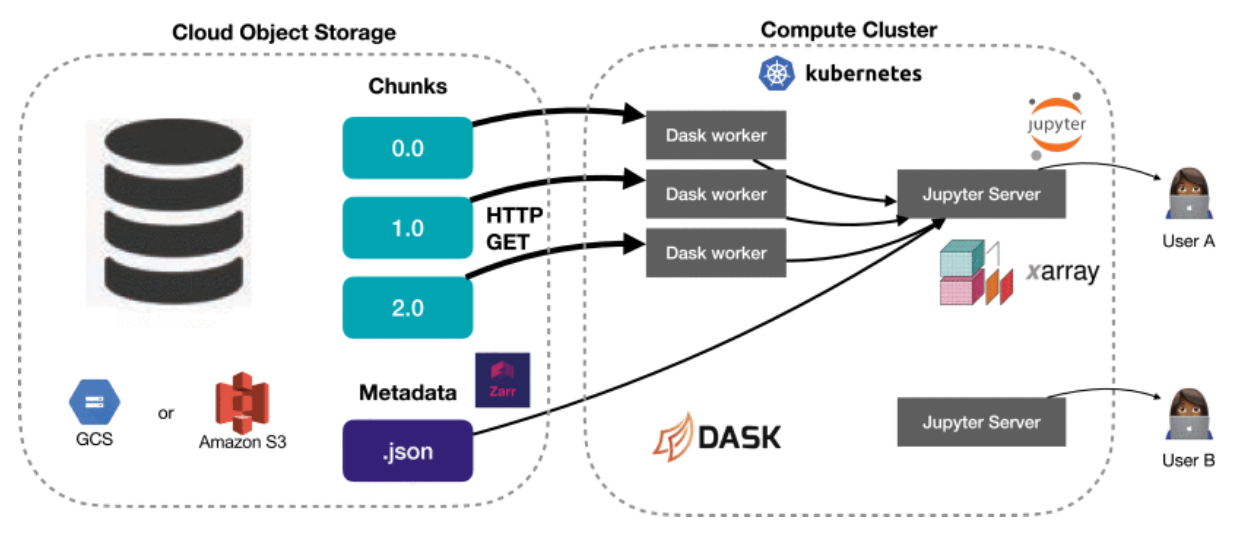 Cloud Object Storage
Compute Cluster
kubernetes
Chunks
jupyter
0.0
Dask worker
1.0
HTTP
GET
Dask worker
Jupyter Server
2.0
Dask worker
User A
xarray
Metadata
Zarr
GCS
or
Amazon S3
.json
DASK
Jupyter Server
User B